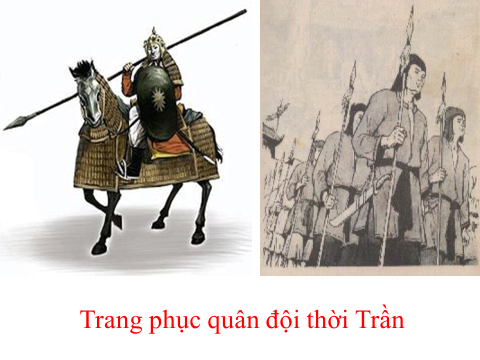 Trang phục quân đội thời Trần